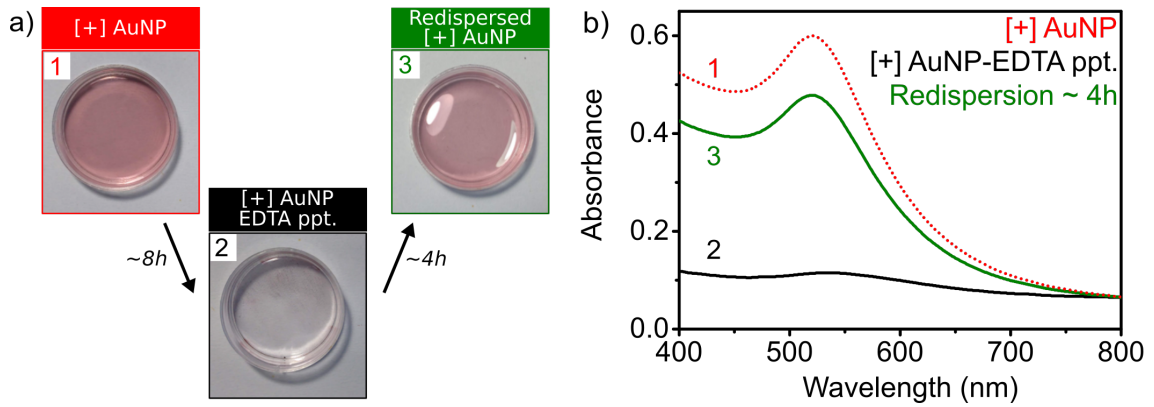 a)
[+] AuNP
1
~8h
[+] AuNP
EDTA ppt.
2
~4h
Redispersed
[+] AuNP
3
b)
Absorbance
0.6
0.4
0.2
0.0
1
3
2
[+] AuNP
[+] AuNP-EDTA ppt.
Redispersion ~ 4h
400 500 600 700 800
Wavelength (nm)